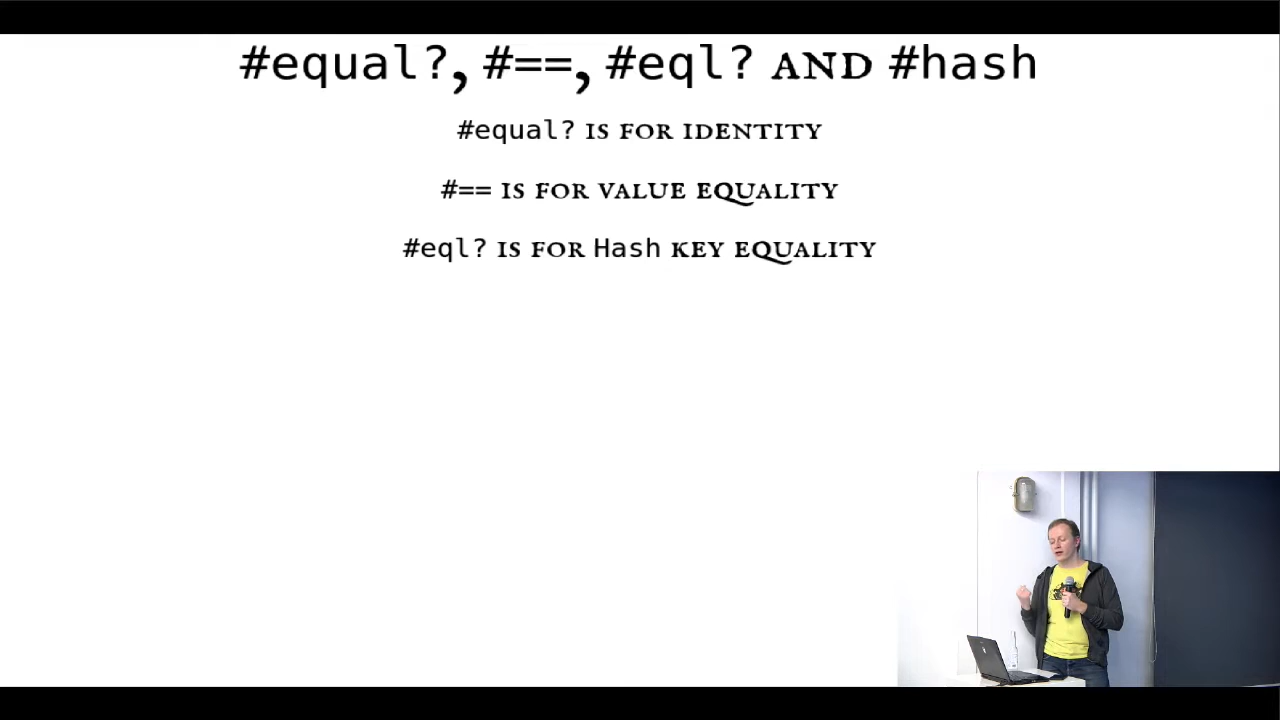 #equal?, #==, #eql? AND #hash
#equal? IS FOR IDENTITY
#== IS FOR VALUE EQUALITY
#eql? IS FOR Hash KEY EQUALITY